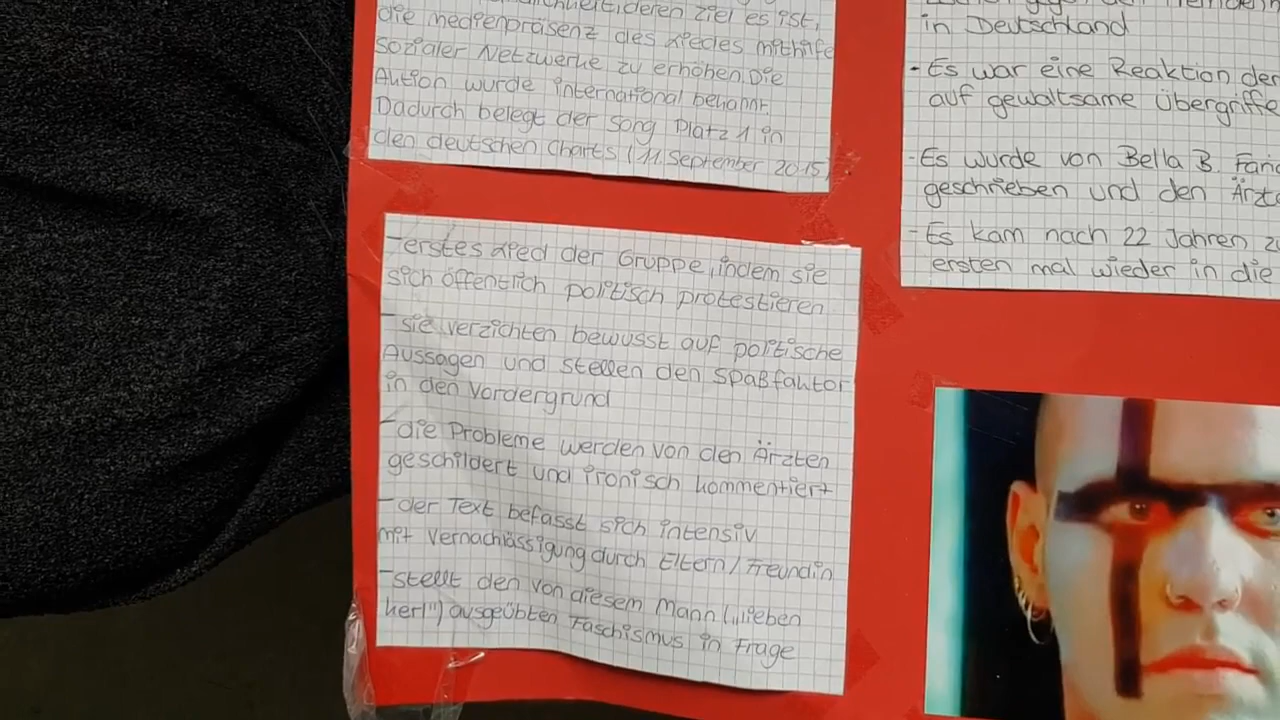 deren Ziel es ist,
die Medienpräsenz des Liedes mithilfe
sozialer Netzwerke zu erhöhen. Die
Aktion wurde international bekannt.
Dadurch belegt der Song Platz 1 in
den deutschen Charts (11. September 2015)
-erstes Lied der Gruppe, indem sie
sich öffentlich politisch protestieren
- sie verzichten bewusst auf politische
Aussagen und stellen den Spaßfaktor
in den Vordergrund
-die Probleme werden von den Ärzten
geschildert und ironisch kommentiert
- der Text befasst sich intensiv
mit Vernachlässigung durch Eltern/Freundin
-stellt den von diesem Mann („lieben
Kerl") ausgeübten Faschismus in Frage
in Deutschland
- Es war eine Reaktion der
auf gewaltsame Übergriffe
-Es wurde von Bella B.
geschrieben und den
- Es kam nach 22 Jahren
ersten mal wieder in die